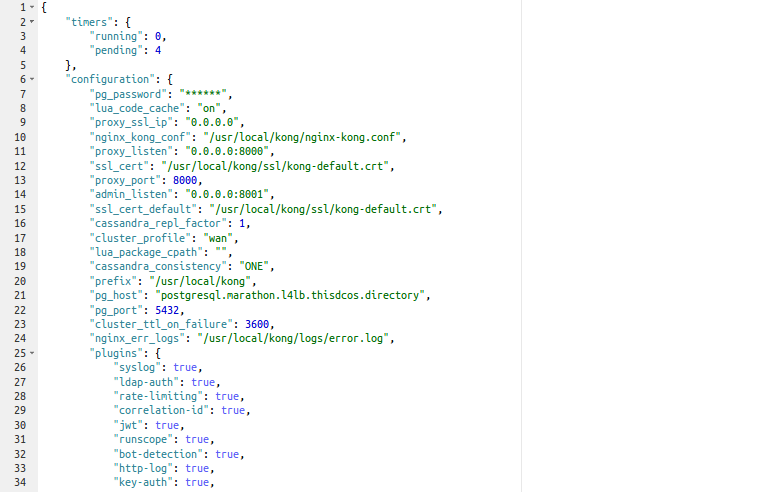 1 {
2 "timers": {
3 "running": 0,
4 "pending": 4
5 },
6 "configuration": {
7 "pg_password": "******",
8 "lua_code_cache": "on",
9 "proxy_ssl_ip": "0.0.0.0",
10 "nginx_kong_conf": "/usr/local/kong/nginx-kong.conf",
11 "proxy_listen": "0.0.0.0:8000",
12 "ssl_cert": "/usr/local/kong/ssl/kong-default.crt",
13 "proxy_port": 8000,
14 "admin_listen": "0.0.0.0:8001",
15 "ssl_cert_default": "/usr/local/kong/ssl/kong-default.crt",
16 "cassandra_repl_factor": 1,
17 "cluster_profile": "wan",
18 "lua_package_cpath": "",
19 "cassandra_consistency": "ONE",
20 "prefix": "/usr/local/kong",
21 "pg_host": "postgresql.marathon.l4lb.thisdcos.directory",
22 "pg_port": 5432,
23 "cluster_ttl_on_failure": 3600,
24 "nginx_err_logs": "/usr/local/kong/logs/error.log",
25 "plugins": {
26 "syslog": true,
27 "ldap-auth": true,
28 "rate-limiting": true,
29 "correlation-id": true,
30 "jwt": true,
31 "runscope": true,
32 "bot-detection": true,
33 "http-log": true,
34 "key-auth": true,